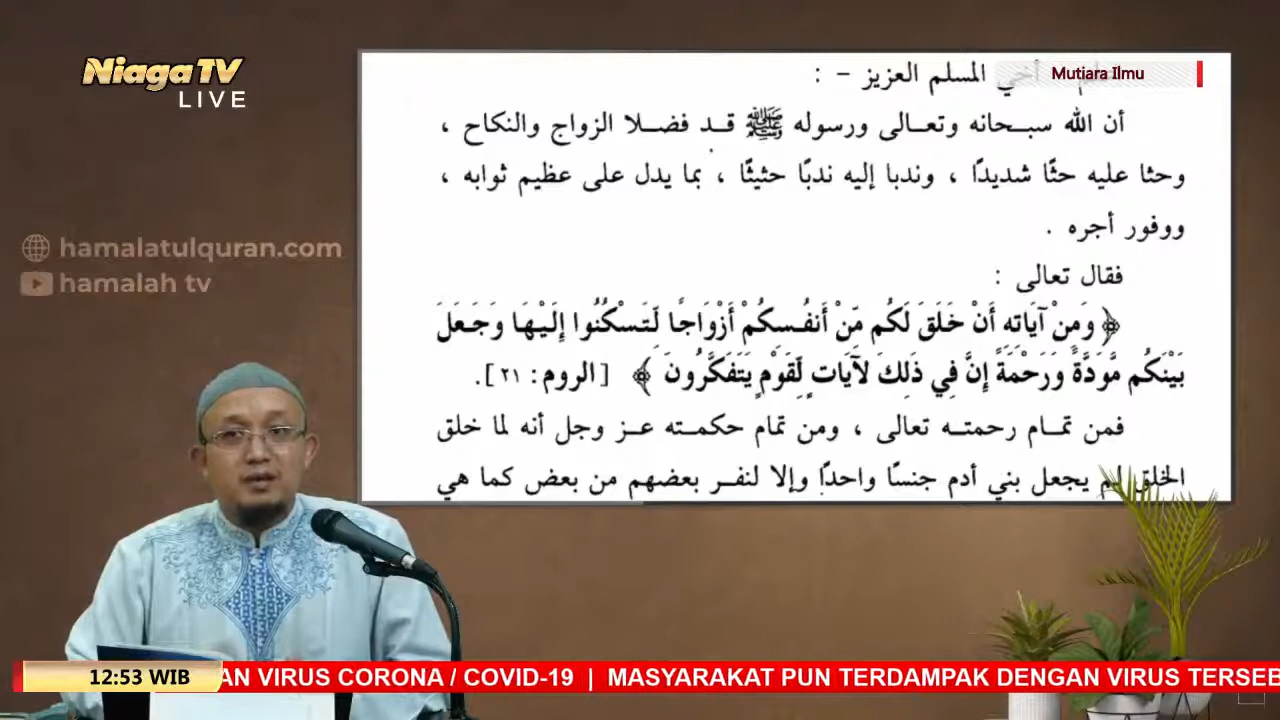 NiagaTV
LIVE
hamalatulquran.com
hamalah tv
Mutiara Ilmu
أخي المسلم العزيز - :
أن الله سبحانه وتعالى ورسوله ﷺ قد فضلا الزواج والنكاح ،
وحثا عليه حثًا شديدًا ، وندبا إليه ندبًا حثيثًا ، بما يدل على عظيم ثوابه ،
ووفور أجره .
فقال تعالى :
﴿ وَمِنْ آيَاتِهِ أَنْ خَلَقَ لَكُم مِّنْ أَنفُسِكُمْ أَزْوَاجًا لِّتَسْكُنُوا إِلَيْهَا وَجَعَلَ
بَيْنَكُم مَّوَدَّةً وَرَحْمَةً إِنَّ فِي ذَلِكَ لآيَاتٍ لِّقَوْمٍ يَتَفَكَّرُونَ ﴾ [الروم: ٢١].
فمن تمام رحمته تعالى ، ومن تمام حكمته عز وجل أنه لما خلق
الخلق لم يجعل بني أدم جنسًا واحدًا وإلا لنفر بعضهم من بعض كما هي
12:53 WIB
AN VIRUS CORONA / COVID-19 | MASYARAKAT PUN TERDAMPAK DENGAN VIRUS TERSEB